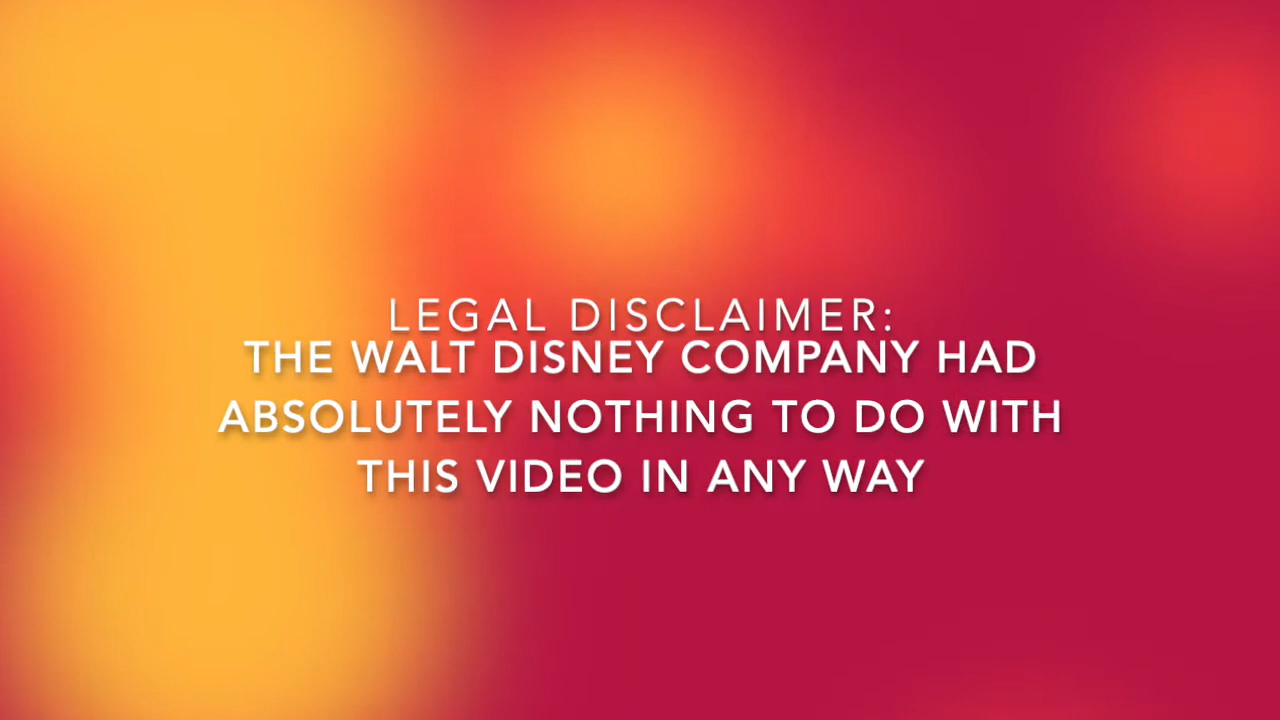 LEGAL DISCLAIMER:
THE WALT DISNEY COMPANY HAD
ABSOLUTELY NOTHING TO DO WITH
THIS VIDEO IN ANY WAY